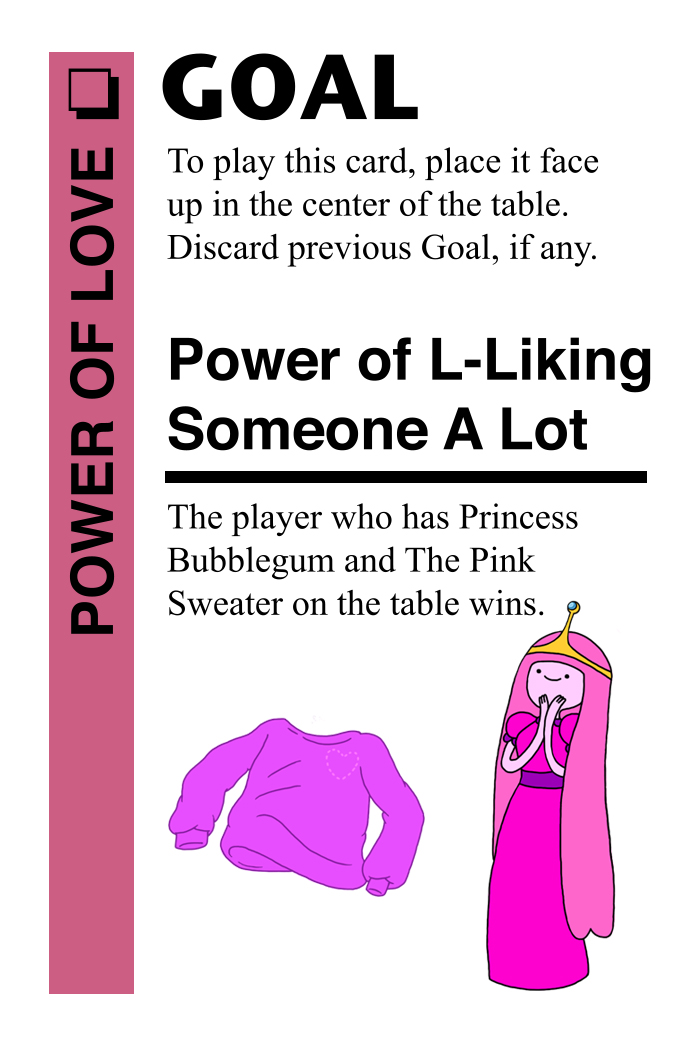 POWER OF LOVE
GOAL
To play this card, place it face
up in the center of the table.
Discard previous Goal, if any.
Power of L-Liking
Someone A Lot
The player who has Princess
Bubblegum and The Pink
Sweater on the table wins.